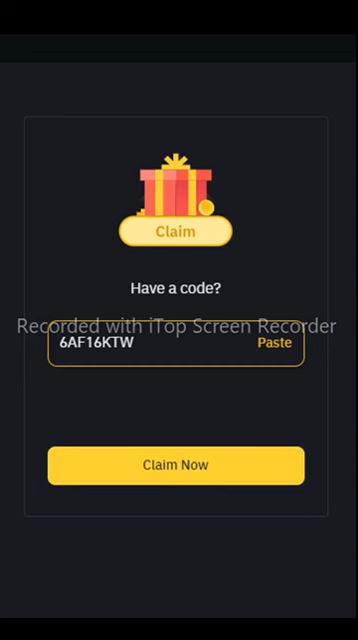 Claim
Have a code?
Recorded with iTop Screen Recorder
6AF16KTW Paste
Claim Now